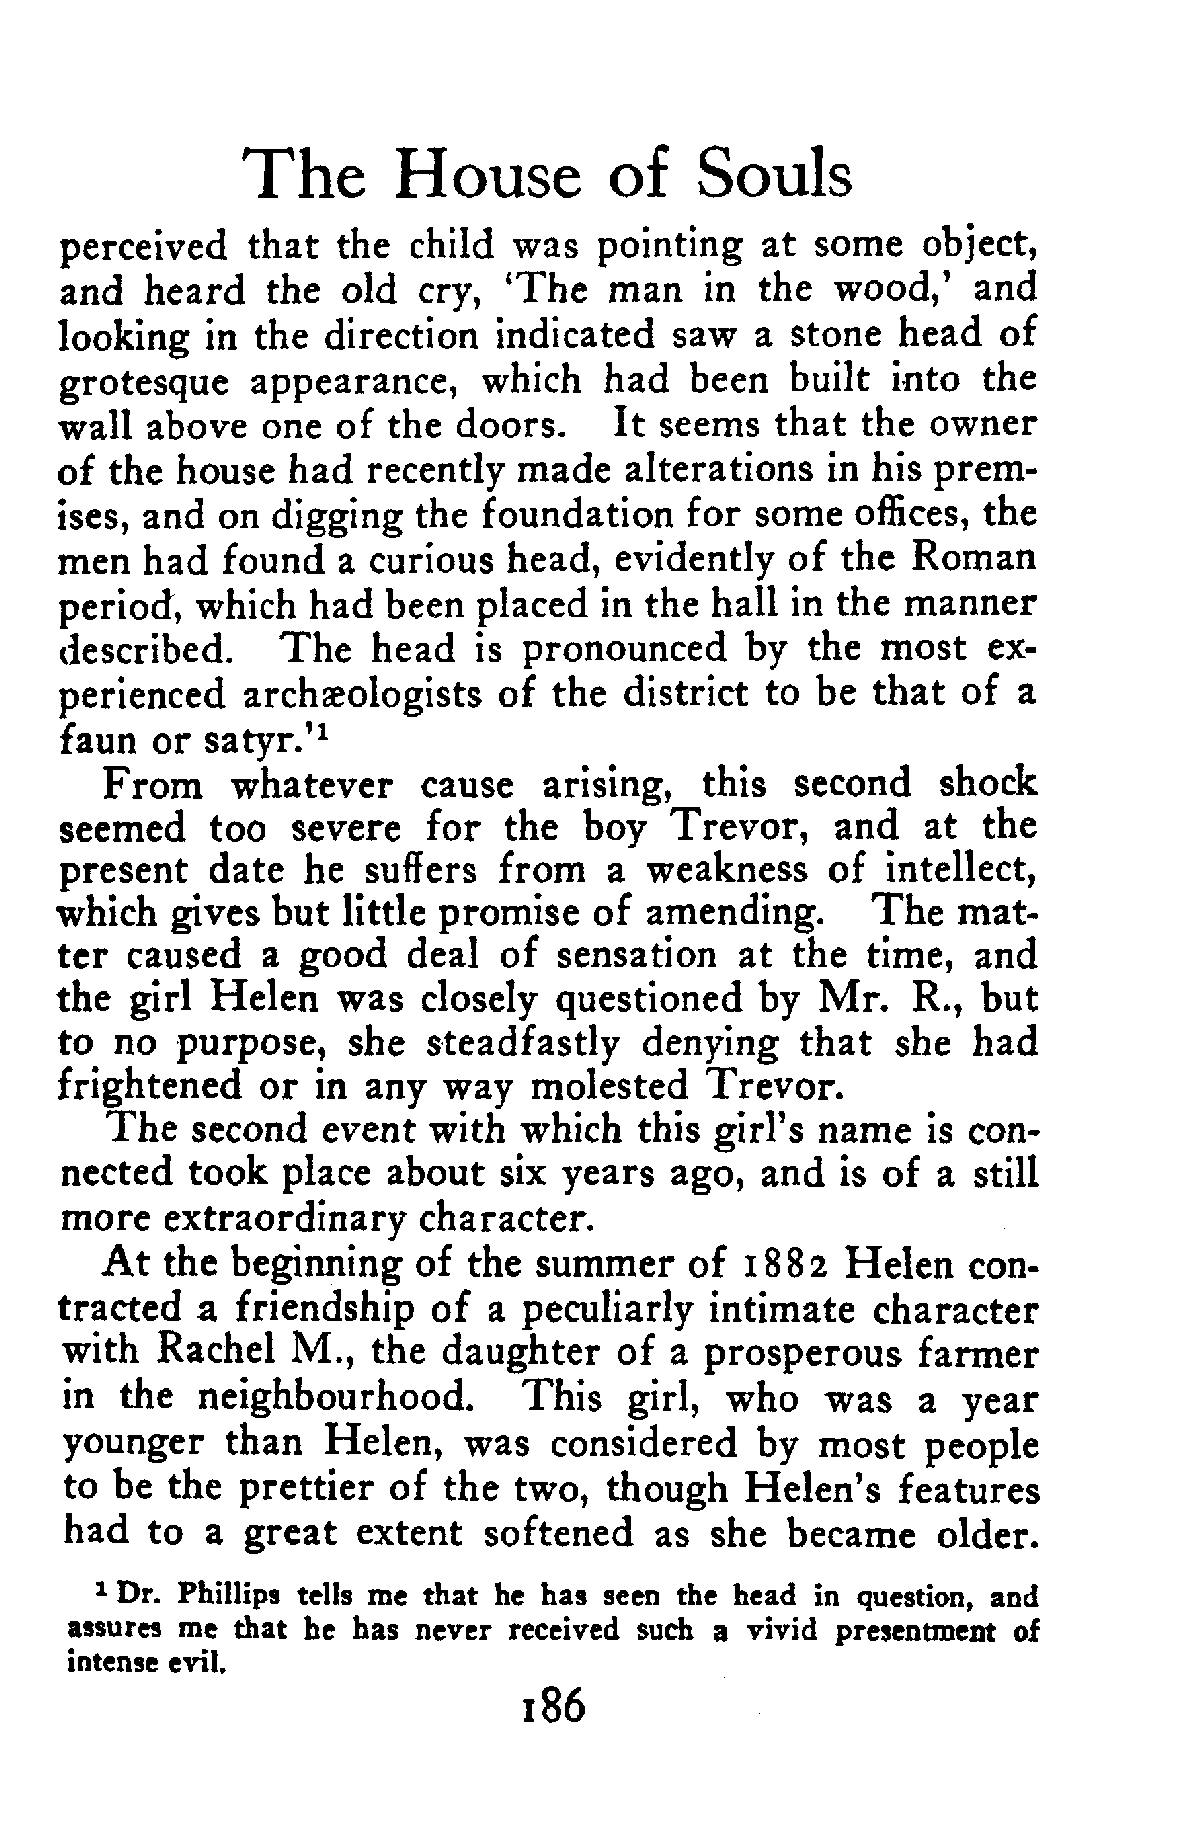 The House of Souls
perceived that the child was pointing at some object,
and heard the old cry, ‘The man in the wood,’ and
looking in the direction indicated saw a stone head of
grotesque appearance, which had been built into the
wall above one of the doors. It seems that the owner
of the house had recently made alterations in his prem-
ises, and on digging the foundation for some offices, the
men had found a curious head, evidently of the Roman
period, which had been placed in the hall in the manner
described. The head is pronounced by the most ex-
perienced archæologists of the district to be that of a
faun or satyr.’¹
From whatever cause arising, this second shock
seemed too severe for the boy Trevor, and at the
present date he suffers from a weakness of intellect,
which gives but little promise of amending. The mat-
ter caused a good deal of sensation at the time, and
the girl Helen was closely questioned by Mr. R., but
to no purpose, she steadfastly denying that she had
frightened or in any way molested Trevor.
The second event with which this girl’s name is con-
nected took place about six years ago, and is of a still
more extraordinary character.
At the beginning of the summer of 1882 Helen con-
tracted a friendship of a peculiarly intimate character
with Rachel M., the daughter of a prosperous farmer
in the neighbourhood. This girl, who was a year
younger than Helen, was considered by most people
to be the prettier of the two, though Helen’s features
had to a great extent softened as she became older.
¹ Dr. Phillips tells me that he has seen the head in question, and
assures me that he has never received such a vivid presentment of
intense evil.
186